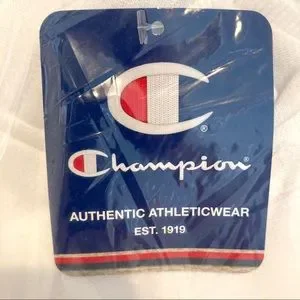 C®
Champion®
AUTHENTIC ATHLETICWEAR
EST. 1919